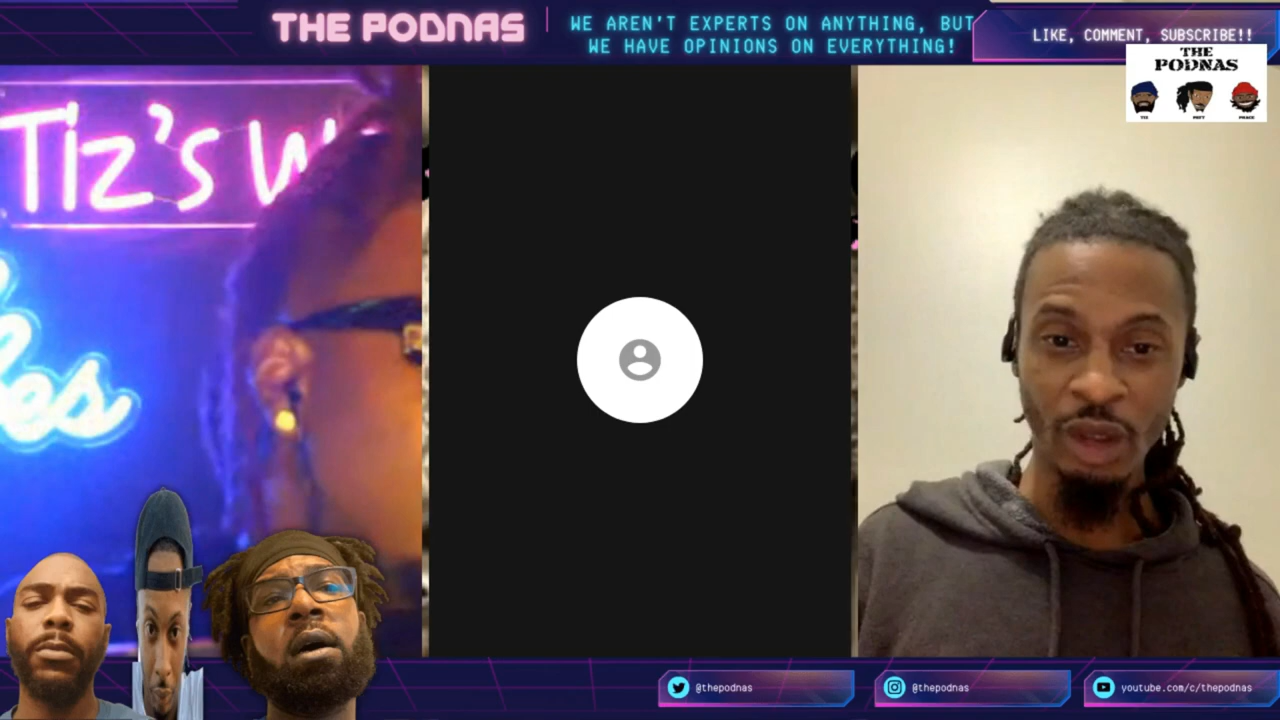 THE PODNAS
WE AREN'T EXPERTS ON ANYTHING, BUT
WE HAVE OPINIONS ON EVERYTHING!
LIKE, COMMENT, SUBSCRIBE!!
THE
PODNAS
Tiz's W
es
@thepodnas
@thepodnas
youtube.com/c/thepodnas